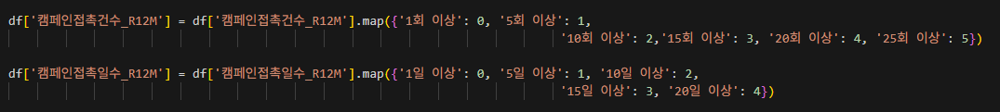 df['캠페인접촉건수_R12M'] = df['캠페인접촉건수_R12M'].map({'1회 이상': 0, '5회 이상': 1,
'10회 이상': 2,'15회 이상': 3, '20회 이상': 4, '25회 이상': 5})
df['캠페인접촉일수_R12M'] = df['캠페인접촉일수_R12M'].map({'1일 이상': 0, '5일 이상': 1, '10일 이상': 2,
'15일 이상': 3, '20일 이상': 4})